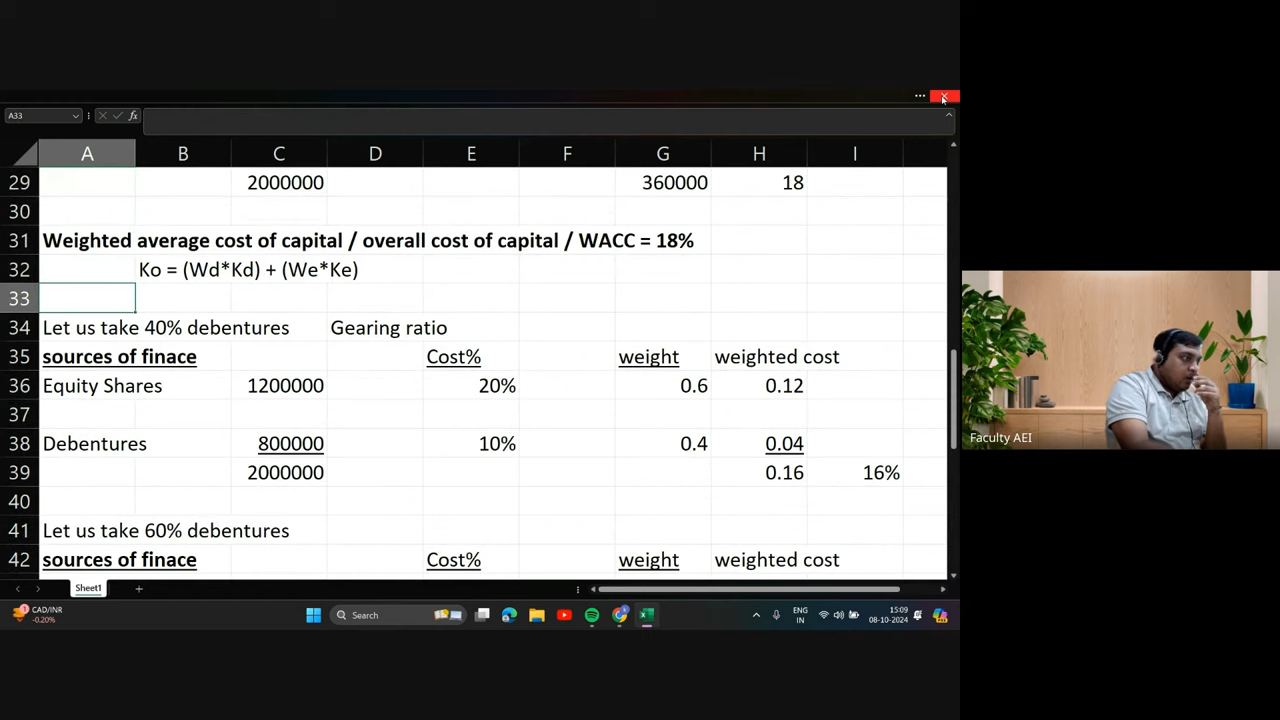 A33 fx
A B C D E F G H I
29 2000000 360000 18
30
31 Weighted average cost of capital / overall cost of capital / WACC = 18%
32 Ko = (Wd*Kd) + (We*Ke)
33
34 Let us take 40% debentures Gearing ratio
35 sources of finace Cost% weight weighted cost
36 Equity Shares 1200000 20% 0.6 0.12
37
38 Debentures 800000 10% 0.4 0.04
39 2000000 0.16 16%
40
41 Let us take 60% debentures
42 sources of finace Cost% weight weighted cost
Sheet1
Faculty AEI
1 CAD/INR
-0.20%
Search
ENG
IN
15:09
08-10-2024